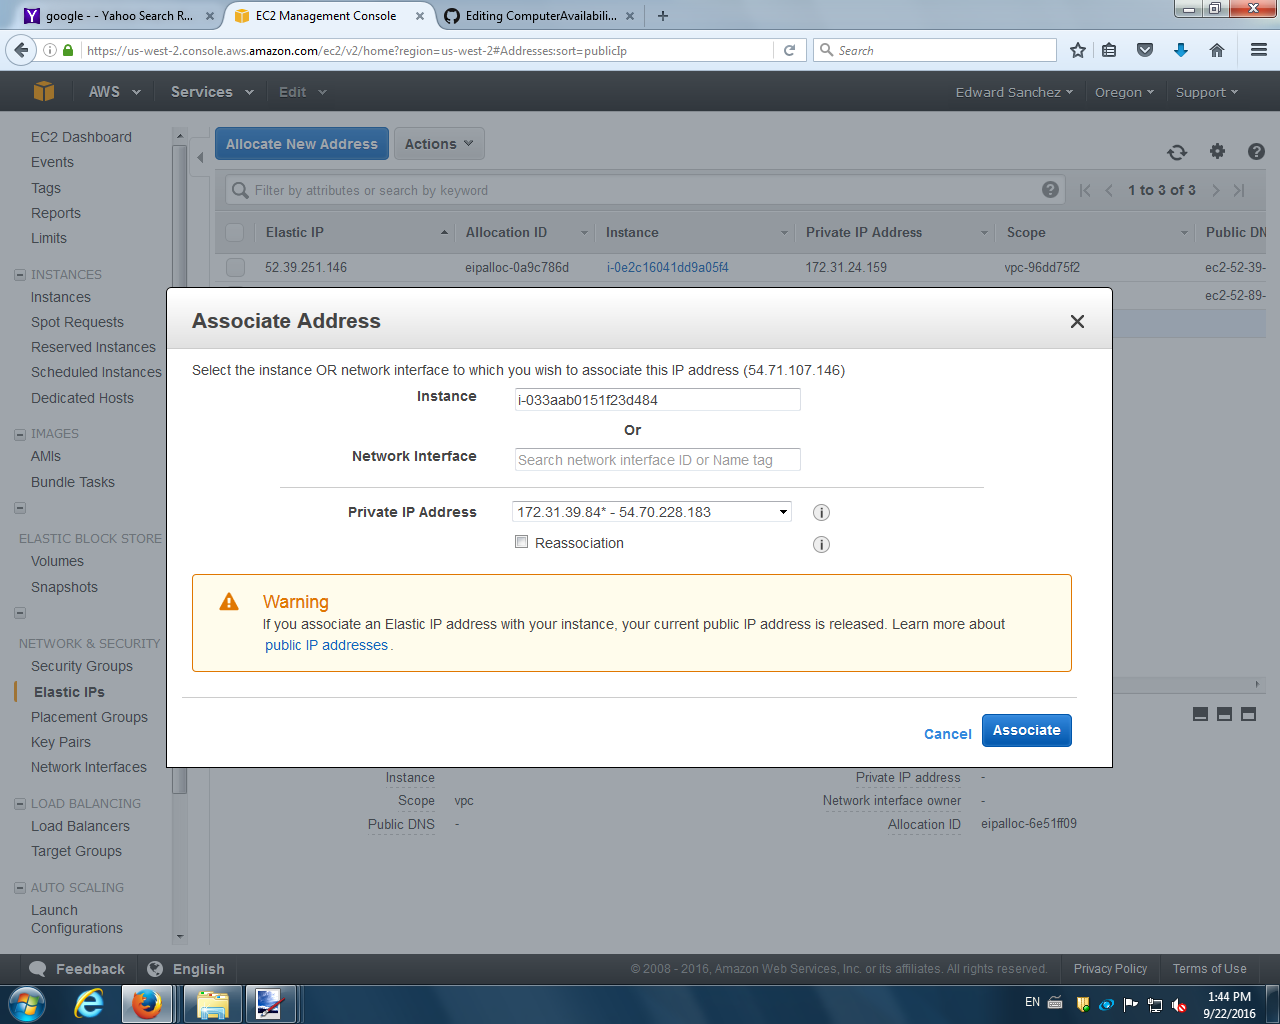 google - - Yahoo Search R...
EC2 Management Console
Editing ComputerAvailabili...
https://us-west-2.console.aws.amazon.com/ec2/v2/home?region=us-west-2#Addresses:sort=publicIp
Search
AWS
Services
Edit
Edward Sanchez
Oregon
Support
EC2 Dashboard
Events
Tags
Reports
Limits
INSTANCES
Instances
Spot Requests
Reserved Instances
Scheduled Instances
Dedicated Hosts
IMAGES
AMIs
Bundle Tasks
ELASTIC BLOCK STORE
Volumes
Snapshots
NETWORK & SECURITY
Security Groups
Elastic IPs
Placement Groups
Key Pairs
Network Interfaces
LOAD BALANCING
Load Balancers
Target Groups
AUTO SCALING
Launch
Configurations
Allocate New Address
Actions
Filter by attributes or search by keyword
1 to 3 of 3
Elastic IP
Allocation ID
Instance
Private IP Address
Scope
Public DN
52.39.251.146
eipalloc-0a9c786d
i-0e2c16041dd9a05f4
172.31.24.159
vpc-96dd75f2
ec2-52-39-
ec2-52-89-
Associate Address
Select the instance OR network interface to which you wish to associate this IP address (54.71.107.146)
Instance
i-033aab0151f23d484
Or
Network Interface
Search network interface ID or Name tag
Private IP Address
172.31.39.84* - 54.70.228.183
Reassociation
Warning
If you associate an Elastic IP address with your instance, your current public IP address is released. Learn more about
public IP addresses.
Cancel
Associate
Instance
Private IP address
-
Scope
vpc
Network interface owner
-
Public DNS
-
Allocation ID
eipalloc-6e51ff09
Feedback
English
© 2008 - 2016, Amazon Web Services, Inc. or its affiliates. All rights reserved.
Privacy Policy
Terms of Use
EN
1:44 PM
9/22/2016